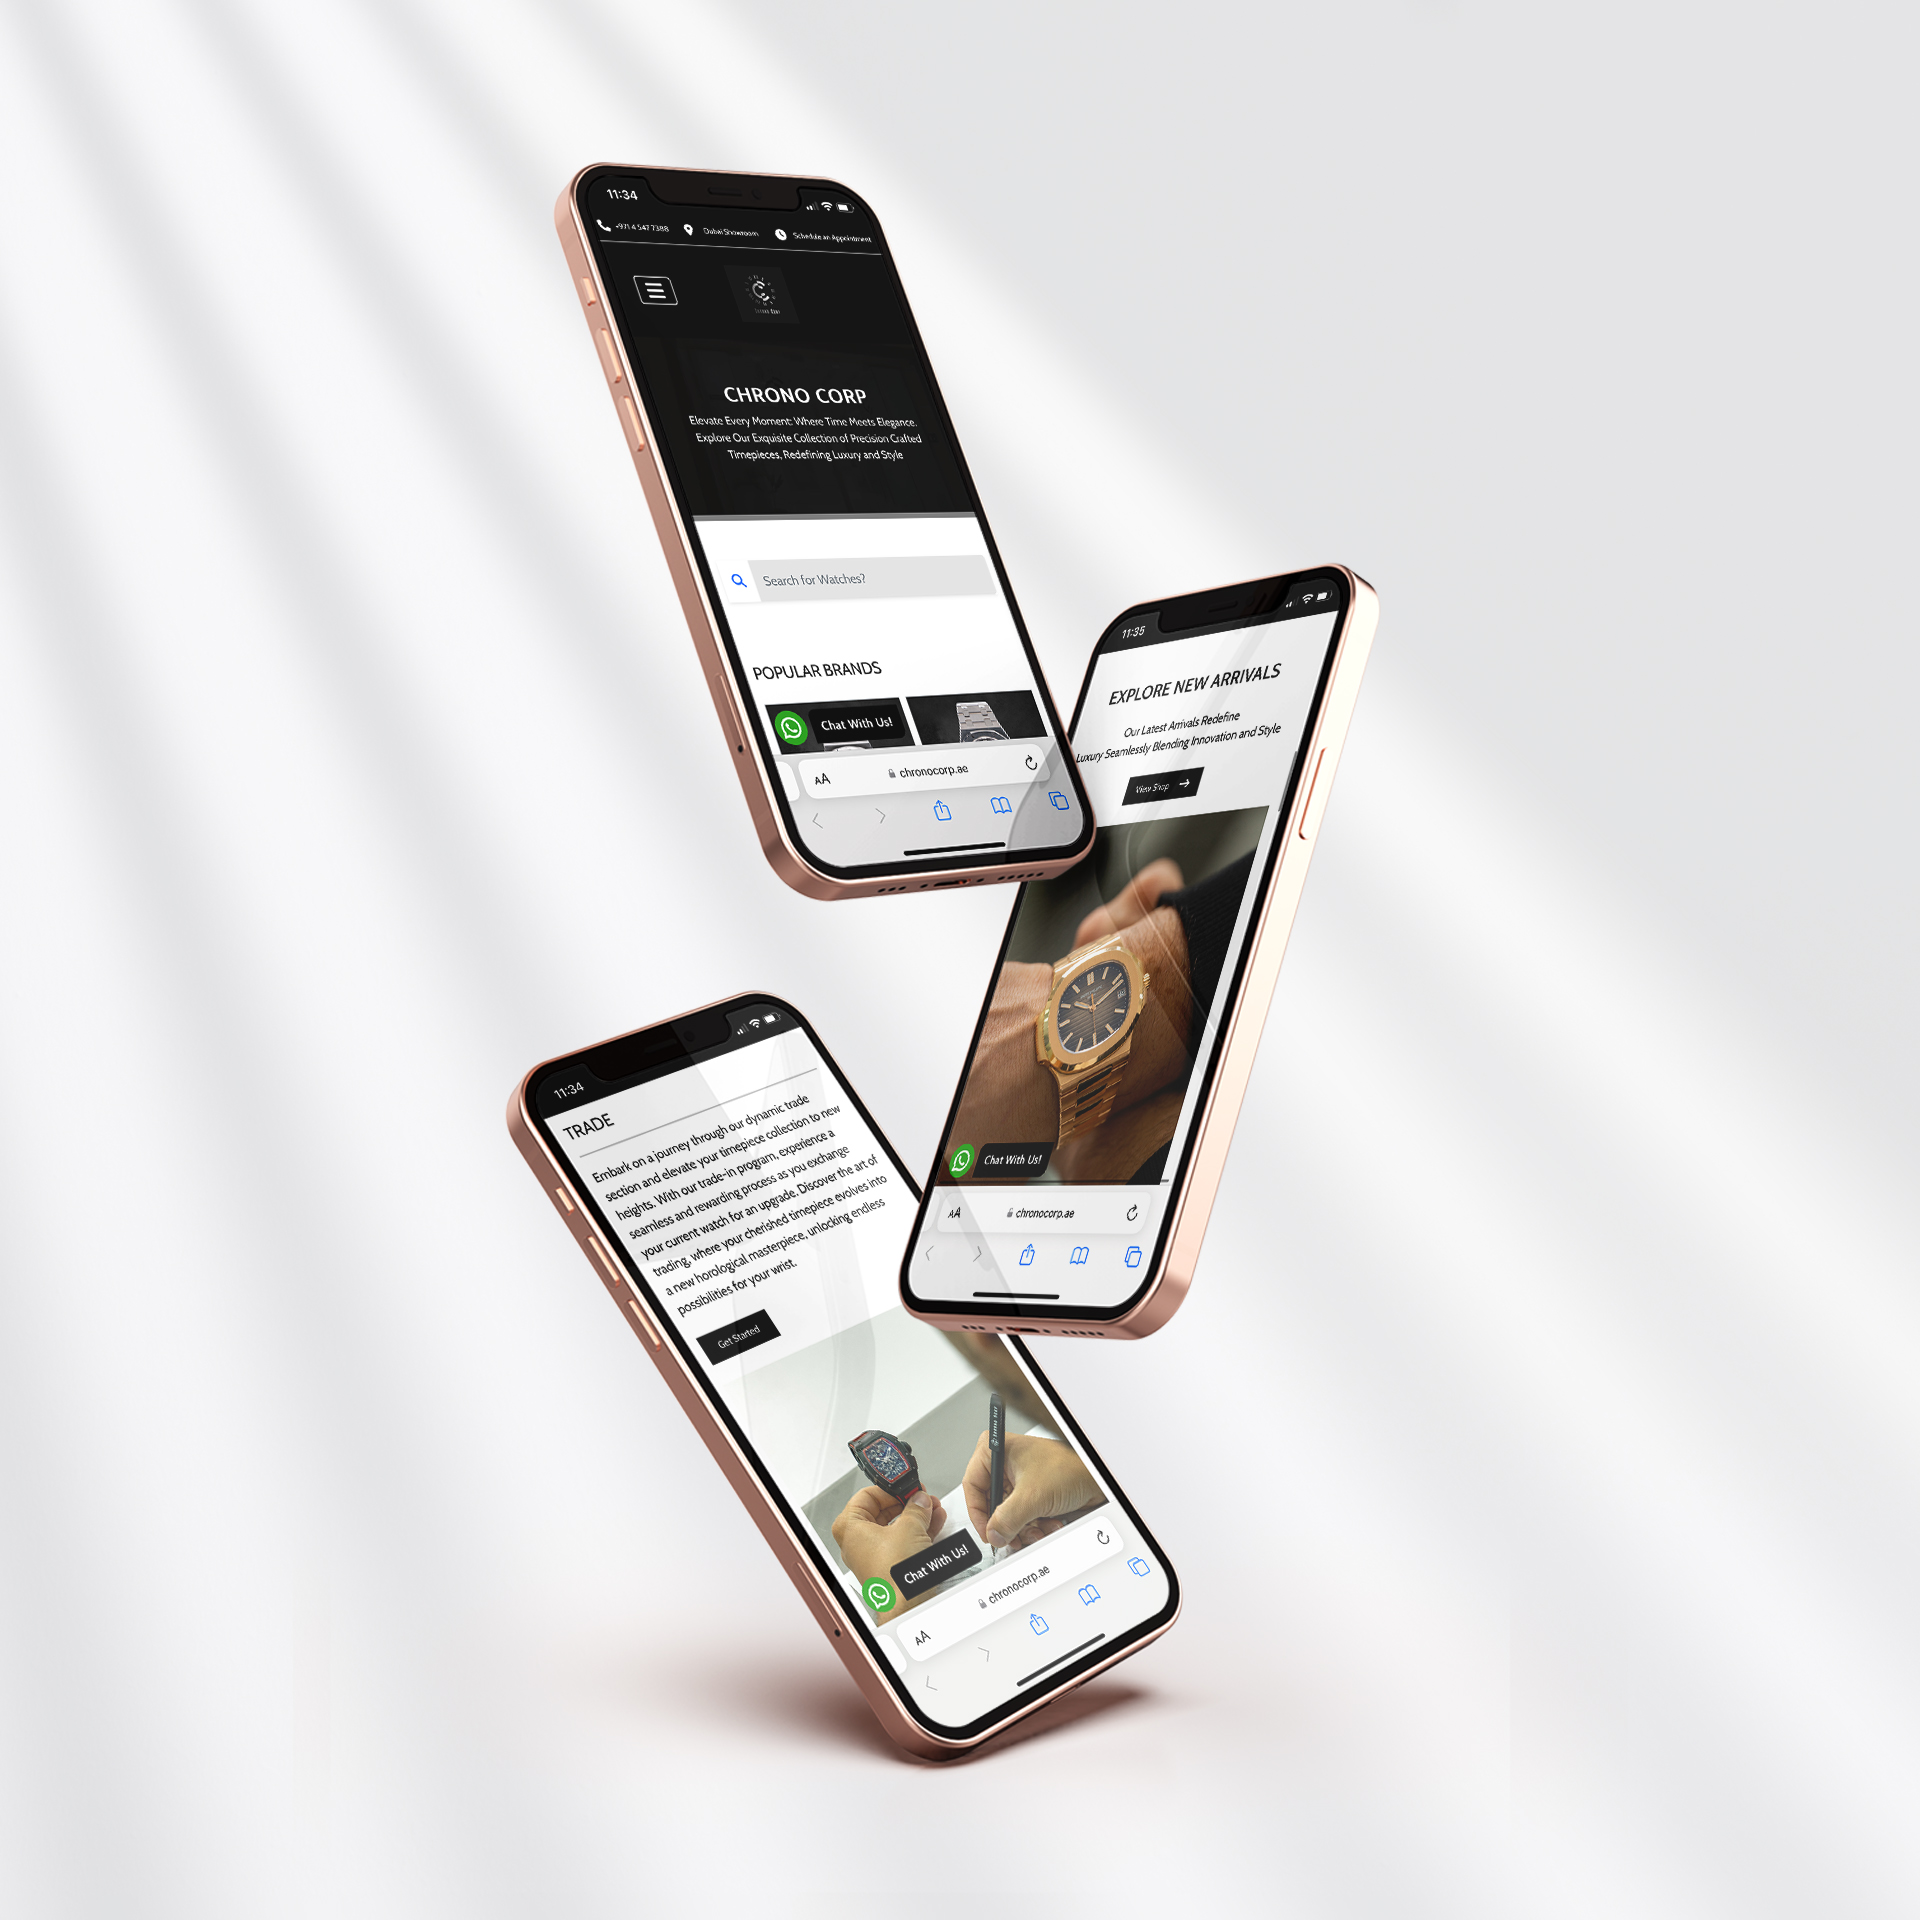 11:34
+971 4 547 7388
Dubai Showroom
Schedule an Appointment
CHRONO CORP
Elevate Every Moment: Where Time Meets Elegance.
Explore Our Exquisite Collection of Precision Crafted
Timepieces, Redefining Luxury and Style
Search for Watches?
POPULAR BRANDS
Chat With Us!
AA
chronocorp.ae
11:35
EXPLORE NEW ARRIVALS
Our Latest Arrivals Redefine
Luxury Seamlessly Blending Innovation and Style
View Shop
Chat With Us!
AA
chronocorp.ae
11:34
TRADE
Embark on a journey through our dynamic trade
section and elevate your timepiece collection to new
heights. With our trade-in program, experience a
seamless and rewarding process as you exchange
your current watch for an upgrade. Discover the art of
trading, where your cherished timepiece evolves into
a new horological masterpiece, unlocking endless
possibilities for your wrist.
Get Started
Chat With Us!
AA
chronocorp.ae